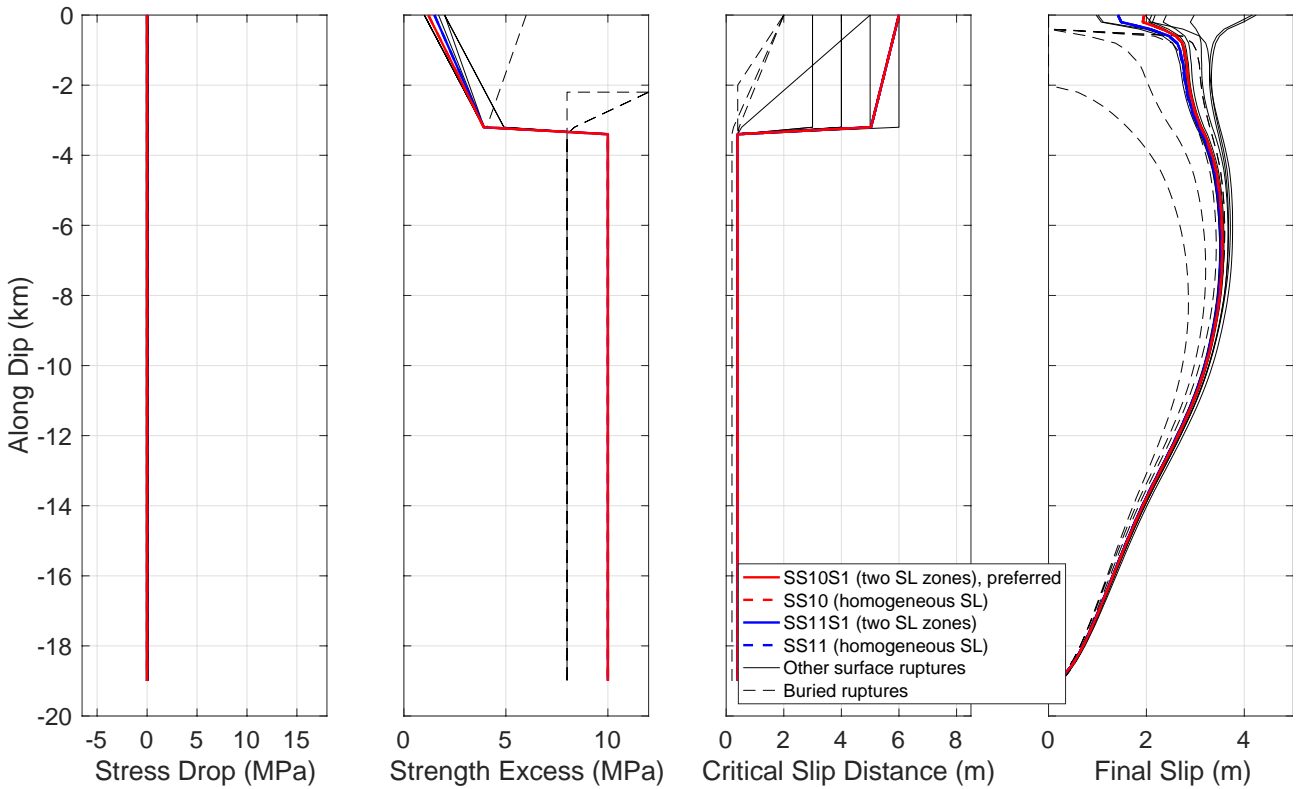 0
-2
-4
-6
-8
-10
-12
-14
-16
-18
-20
Along Dip (km)
-5 0 5 10 15
Stress Drop (MPa)
0 5 10
Strength Excess (MPa)
0 2 4 6 8
Critical Slip Distance (m)
0 2 4
Final Slip (m)
SS10S1 (two SL zones), preferred
SS10 (homogeneous SL)
SS11S1 (two SL zones)
SS11 (homogeneous SL)
Other surface ruptures
Buried ruptures